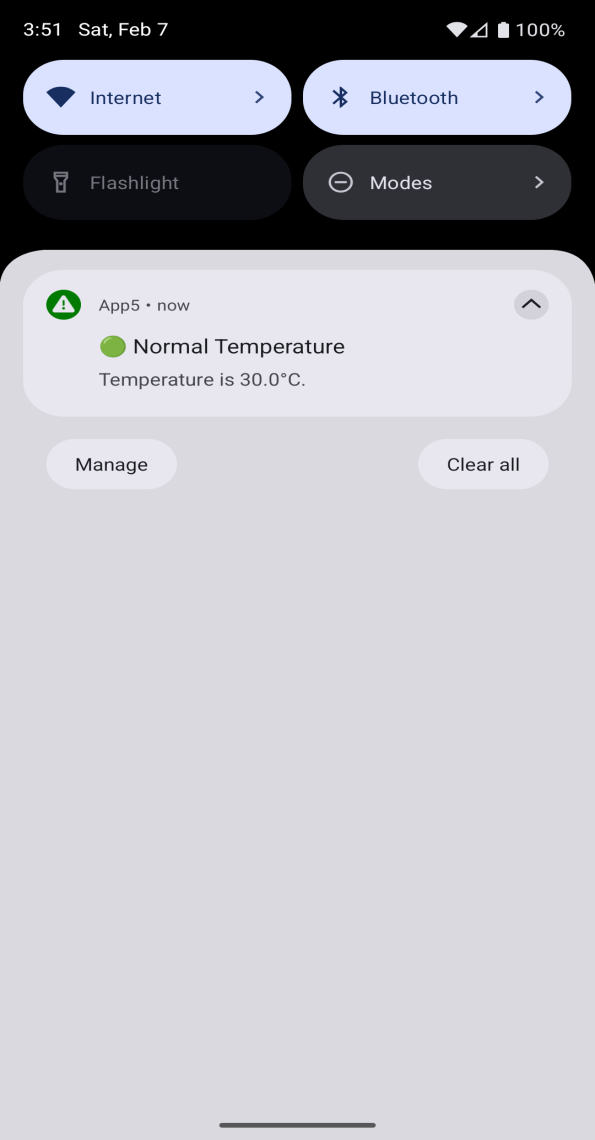 3:51 Sat, Feb 7 100%
Internet Bluetooth
Flashlight Modes
App5 • now
🟢 Normal Temperature
Temperature is 30.0°C.
Manage Clear all